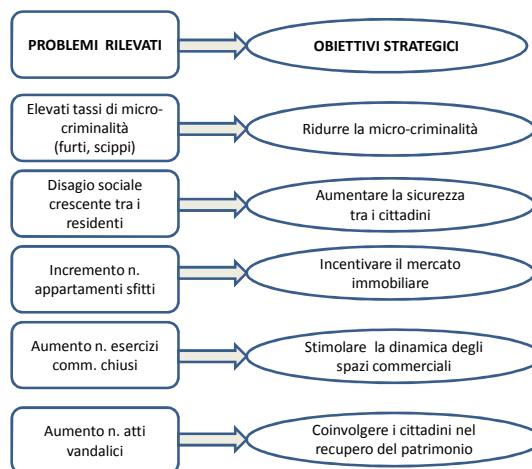 PROBLEMI RILEVATI
OBIETTIVI STRATEGICI
Elevati tassi di micro-
criminalità
(furti, scippi)
Ridurre la micro-criminalità
Disagio sociale
crescente tra i
residenti
Aumentare la sicurezza
tra i cittadini
Incremento n.
appartamenti sfitti
Incentivare il mercato
immobiliare
Aumento n. esercizi
comm. chiusi
Stimolare la dinamica degli
spazi commerciali
Aumento n. atti
vandalici
Coinvolgere i cittadini nel
recupero del patrimonio